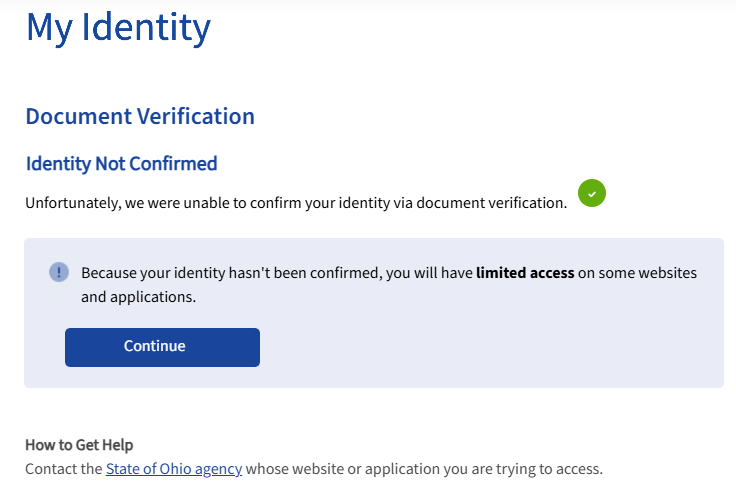 My Identity
Document Verification
Identity Not Confirmed
Unfortunately, we were unable to confirm your identity via document verification.
Because your identity hasn't been confirmed, you will have limited access on some websites
and applications.
Continue
How to Get Help
Contact the State of Ohio agency whose website or application you are trying to access.